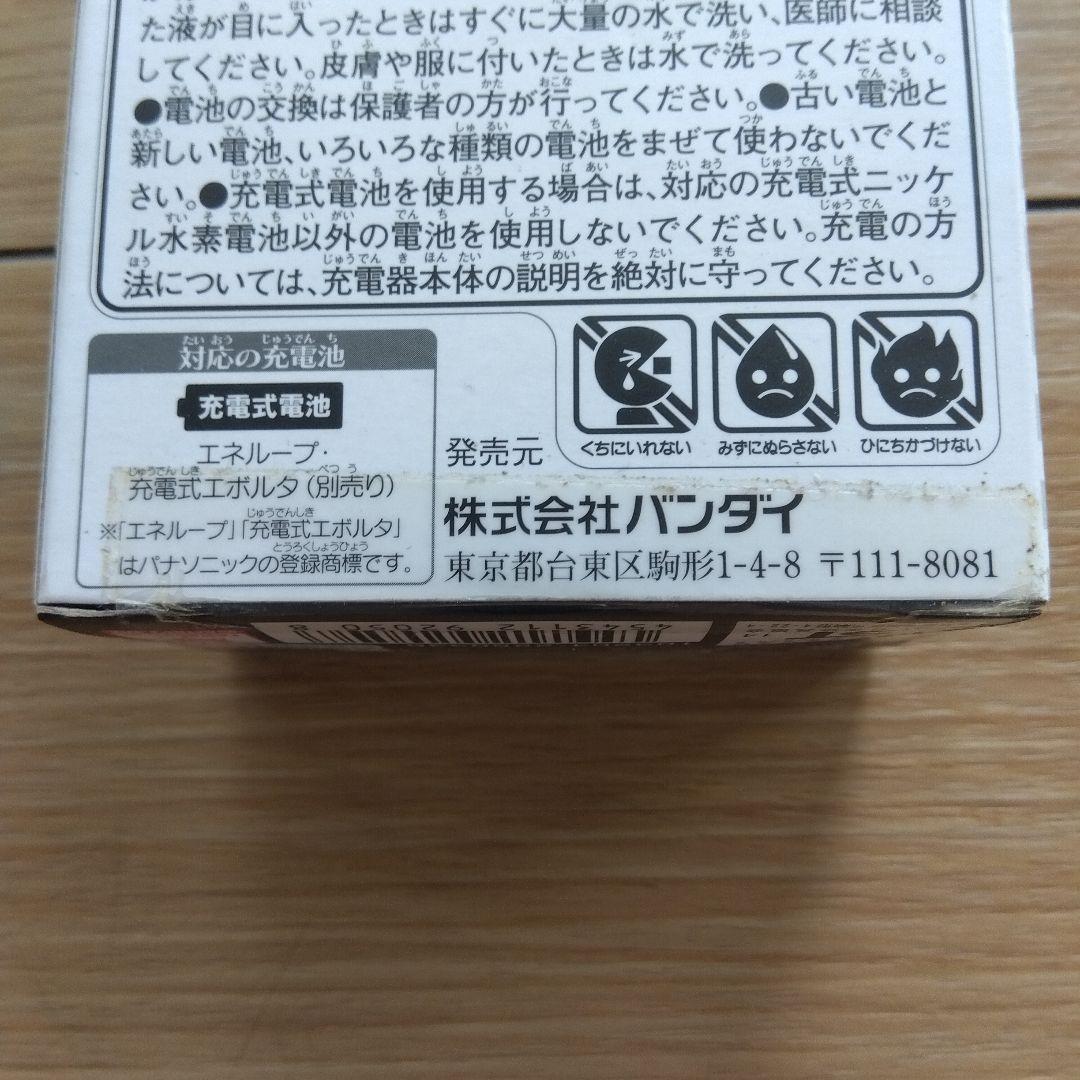 た液が目に入ったときはすぐに大量の水で洗い、医師に相談
してください。皮膚や服に付いたときは水で洗ってください。
●電池の交換は保護者の方が行ってください。●古い電池と
新しい電池、いろいろな種類の電池をまぜて使わないでくだ
さい。●充電式電池を使用する場合は、対応の充電式ニッケ
ル水素電池以外の電池を使用しないでください。充電の方
法については、充電器本体の説明を絶対に守ってください。
対応の充電池
充電式電池
エネループ・
充電式エボルタ(別売り)
※「エネループ」「充電式エボルタ」
はパナソニックの登録商標です。
くちにいれない
みずにぬらさない
ひにちかづけない
発売元
株式会社バンダイ
東京都台東区駒形1-4-8 〒111-8081